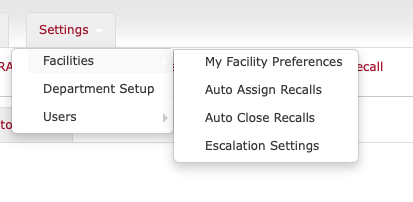 Settings
Facilities
My Facility Preferences
Department Setup
Auto Assign Recalls
Users
Auto Close Recalls
Escalation Settings